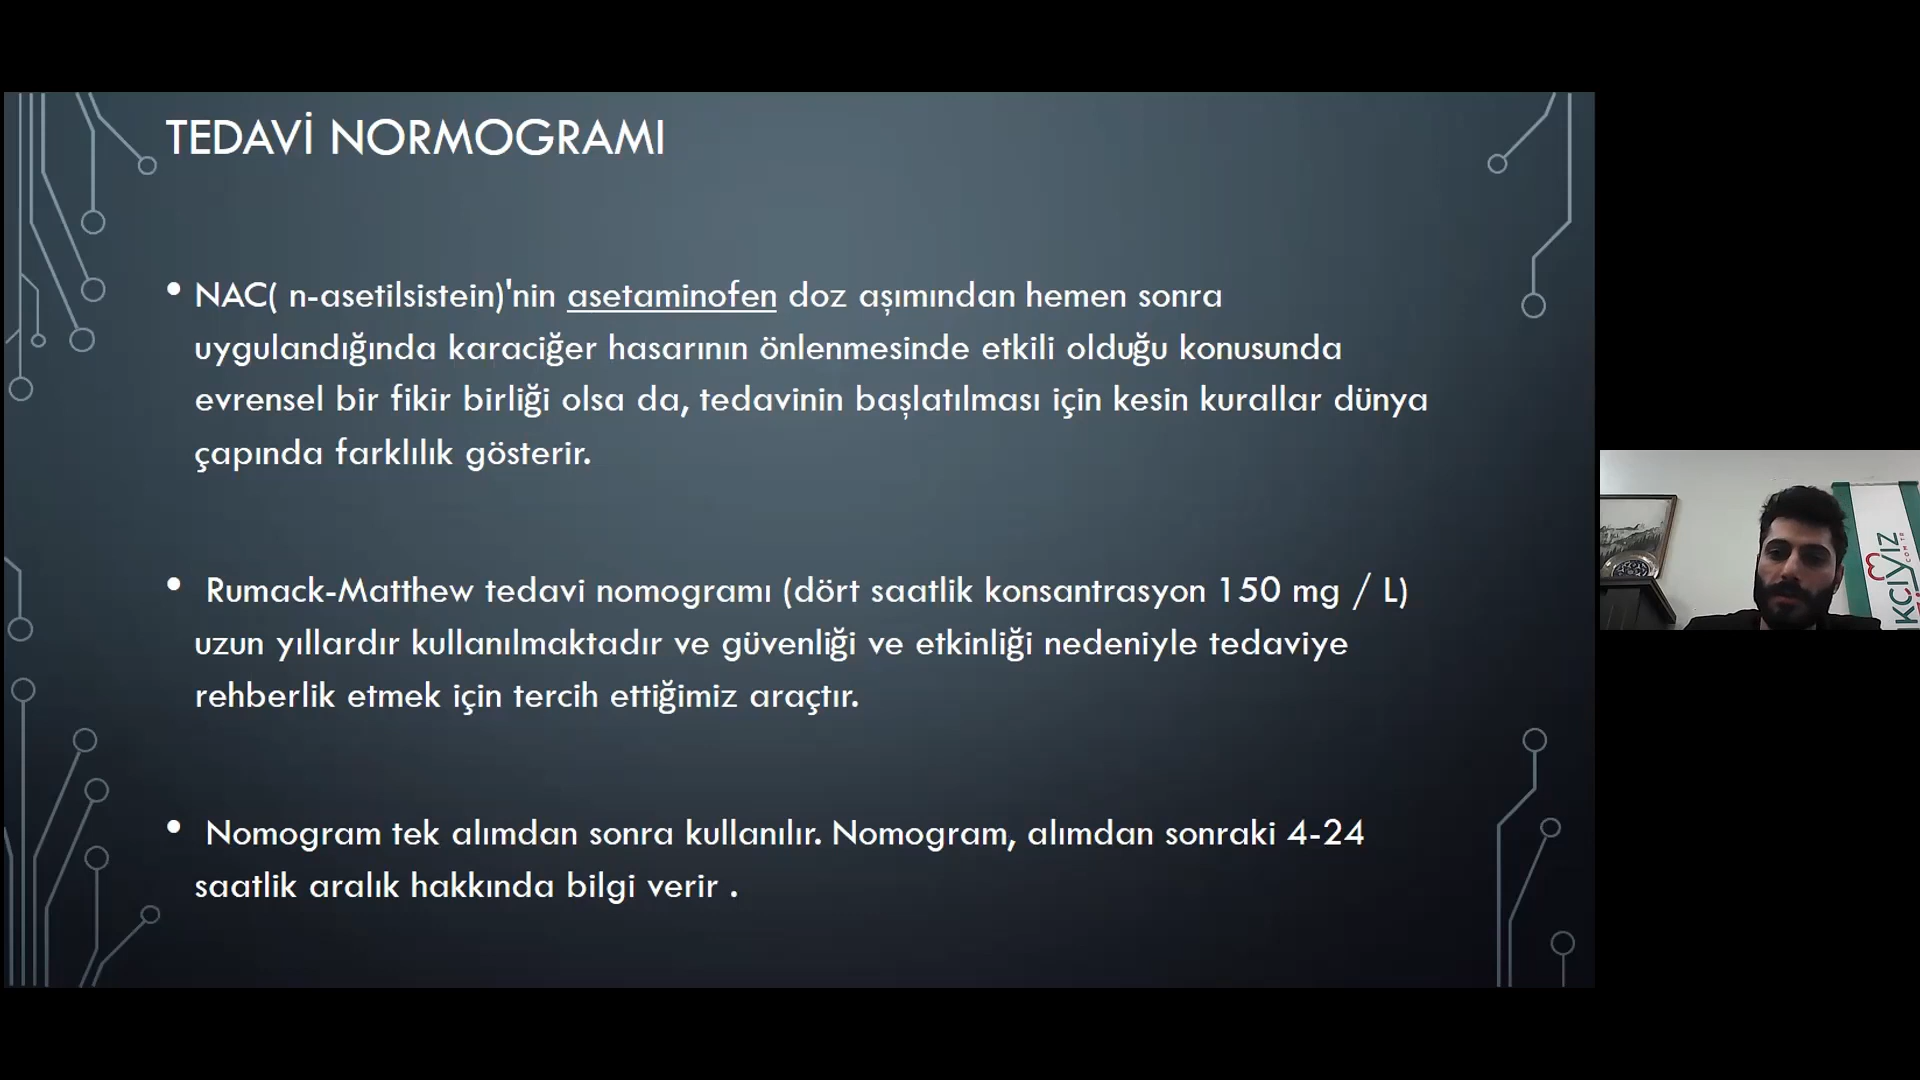 TEDAVİ NORMOGRAMI
• NAC( n-asetilsistein)'nin asetaminofen doz aşımından hemen sonra
uygulandığında karaciğer hasarının önlenmesinde etkili olduğu konusunda
evrensel bir fikir birliği olsa da, tedavinin başlatılması için kesin kurallar dünya
çapında farklılık gösterir.
• Rumack-Matthew tedavi nomogramı (dört saatlik konsantrasyon 150 mg / L)
uzun yıllardır kullanılmaktadır ve güvenliği ve etkinliği nedeniyle tedaviye
rehberlik etmek için tercih ettiğimiz araçtır.
• Nomogram tek alımdan sonra kullanılır. Nomogram, alımdan sonraki 4-24
saatlik aralık hakkında bilgi verir .